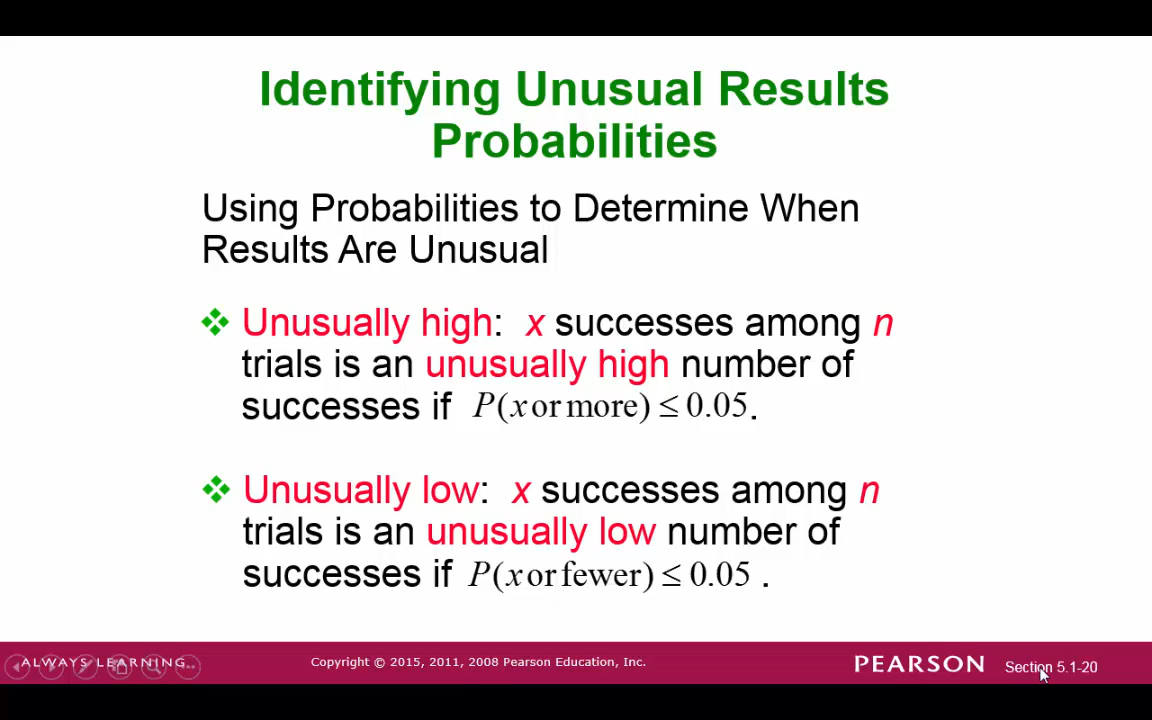 Identifying Unusual Results
Probabilities
Using Probabilities to Determine When
Results Are Unusual
Unusually high: x successes among n
trials is an unusually high number of
successes if P(x or more) ≤ 0.05.
Unusually low: x successes among n
trials is an unusually low number of
successes if P(x or fewer) ≤ 0.05 .
ALWAYS LEARNING
Copyright © 2015, 2011, 2008 Pearson Education, Inc.
PEARSON
Section 5.1-20